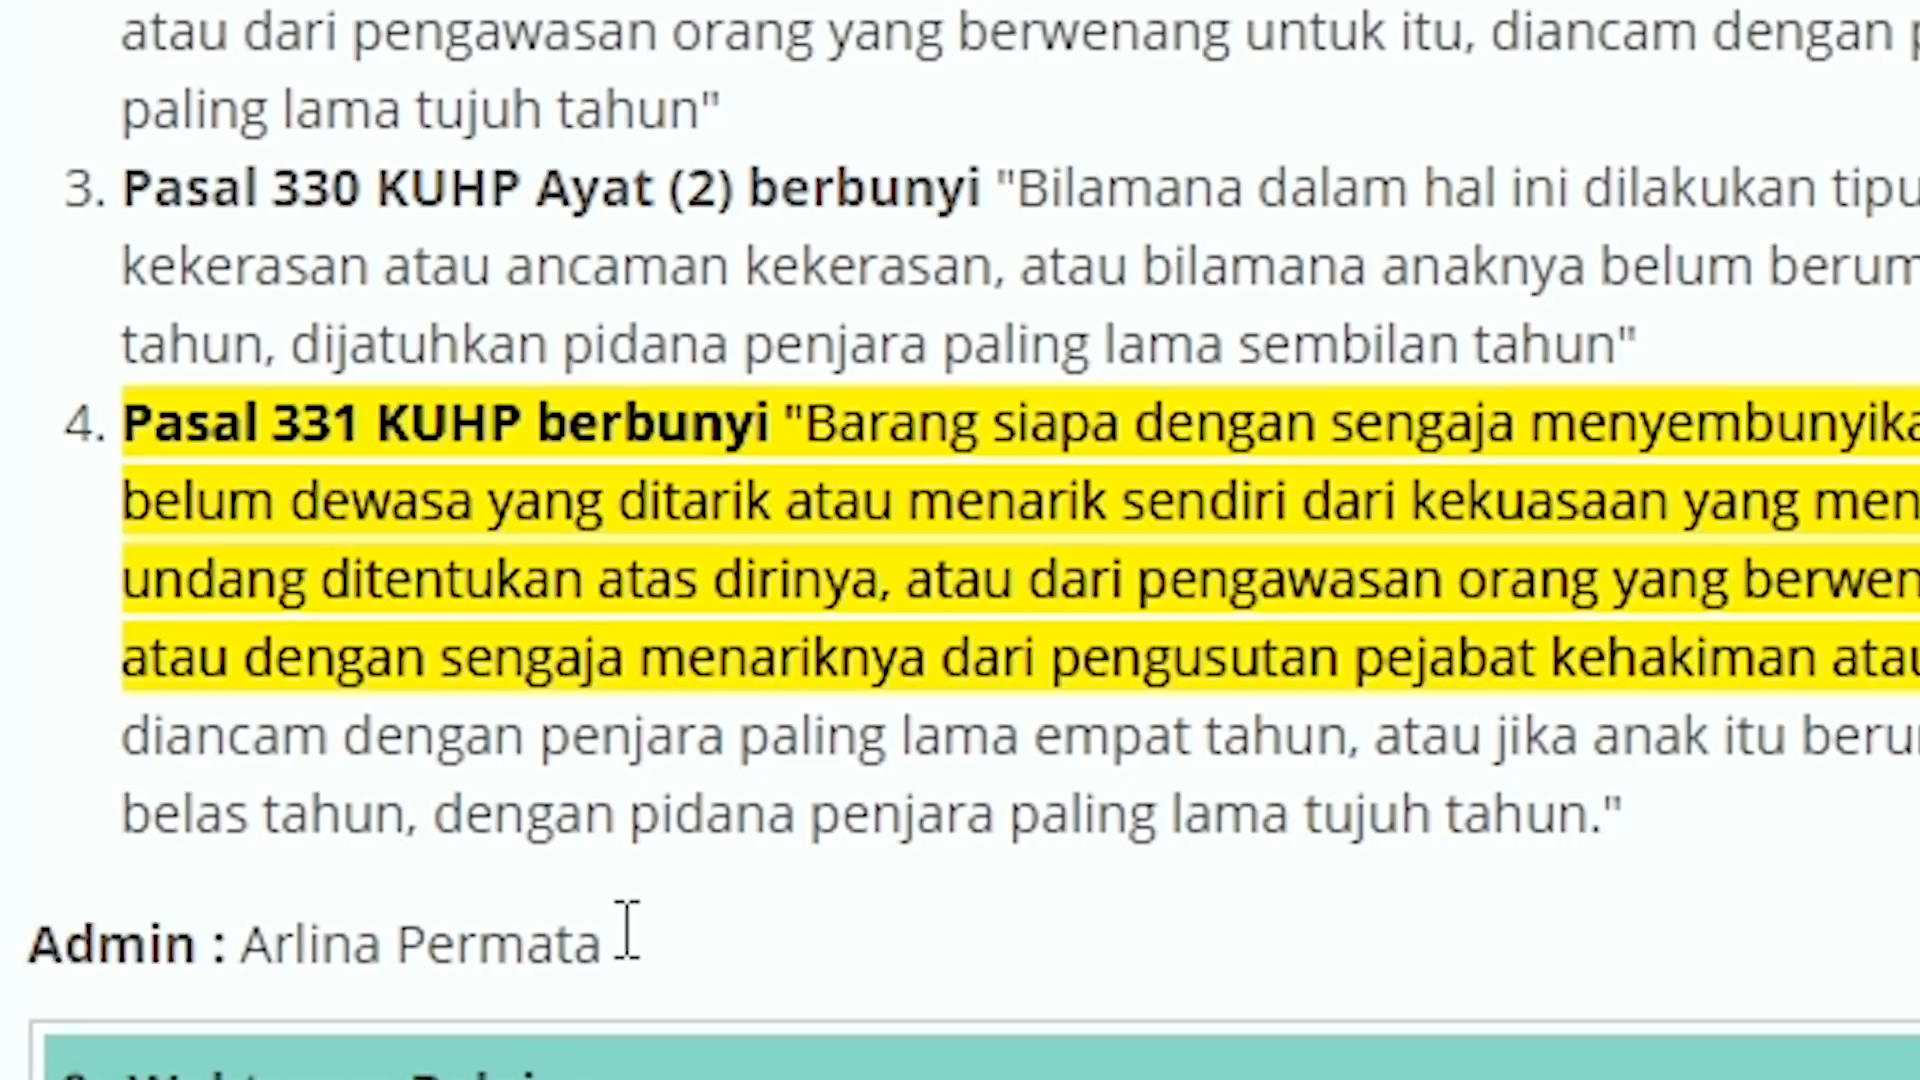 atau dari pengawasan orang yang berwenang untuk itu, diancam dengan
paling lama tujuh tahun"
3. Pasal 330 KUHP Ayat (2) berbunyi "Bilamana dalam hal ini dilakukan tipu
kekerasan atau ancaman kekerasan, atau bilamana anaknya belum berum
tahun, dijatuhkan pidana penjara paling lama sembilan tahun"
4. Pasal 331 KUHP berbunyi "Barang siapa dengan sengaja menyembunyika
belum dewasa yang ditarik atau menarik sendiri dari kekuasaan yang men
undang ditentukan atas dirinya, atau dari pengawasan orang yang berwen
atau dengan sengaja menariknya dari pengusutan pejabat kehakiman atau
diancam dengan penjara paling lama empat tahun, atau jika anak itu beru
belas tahun, dengan pidana penjara paling lama tujuh tahun."
Admin : Arlina Permata